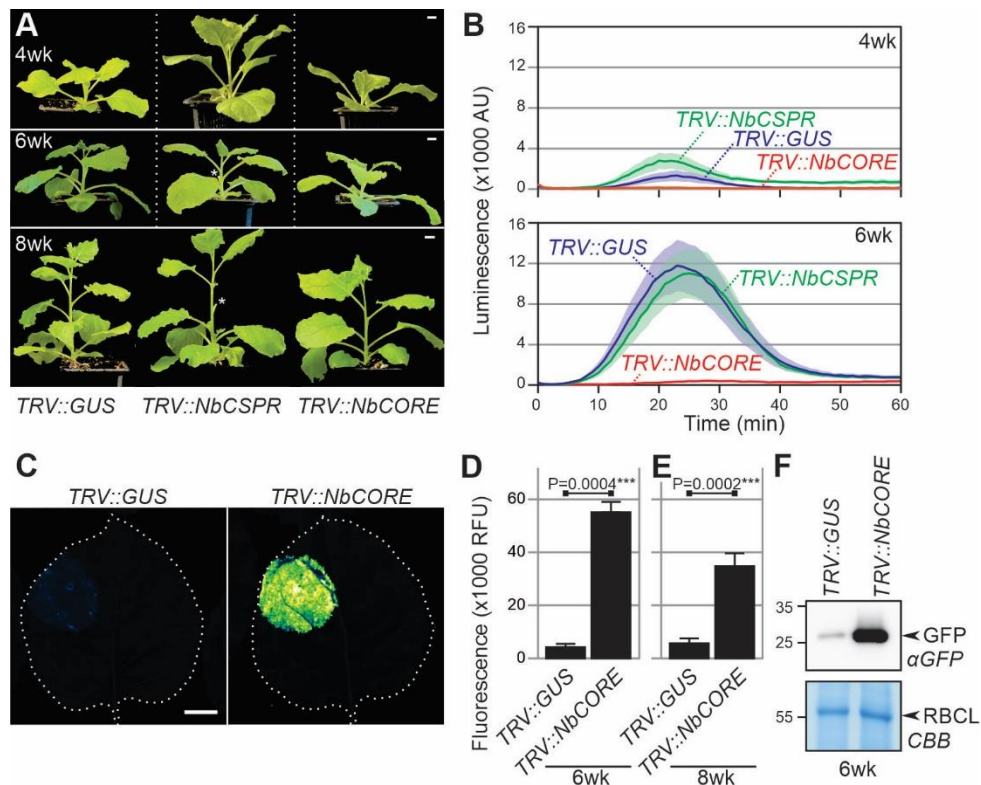 A
4wk
6wk
*
8wk
*
TRV::GUS TRV::NbCSPR TRV::NbCORE
B
16
12
8
4
0
4wk
TRV::NbCSPR
TRV::GUS
TRV::NbCORE
Luminescence (x1000 AU)
16
12
8
4
0
6wk
TRV::GUS
TRV::NbCSPR
TRV::NbCORE
0 10 20 30 40 50 60
Time (min)
C
TRV::GUS TRV::NbCORE
D
E
P=0.0004***
P=0.0002***
Fluorescence (x1000 RFU)
60
40
20
0
TRV::GUS
TRV::NbCORE
6wk
TRV::GUS
TRV::NbCORE
8wk
F
TRV::GUS
TRV::NbCORE
35
25
GFP
αGFP
55
RBCL
CBB
6wk